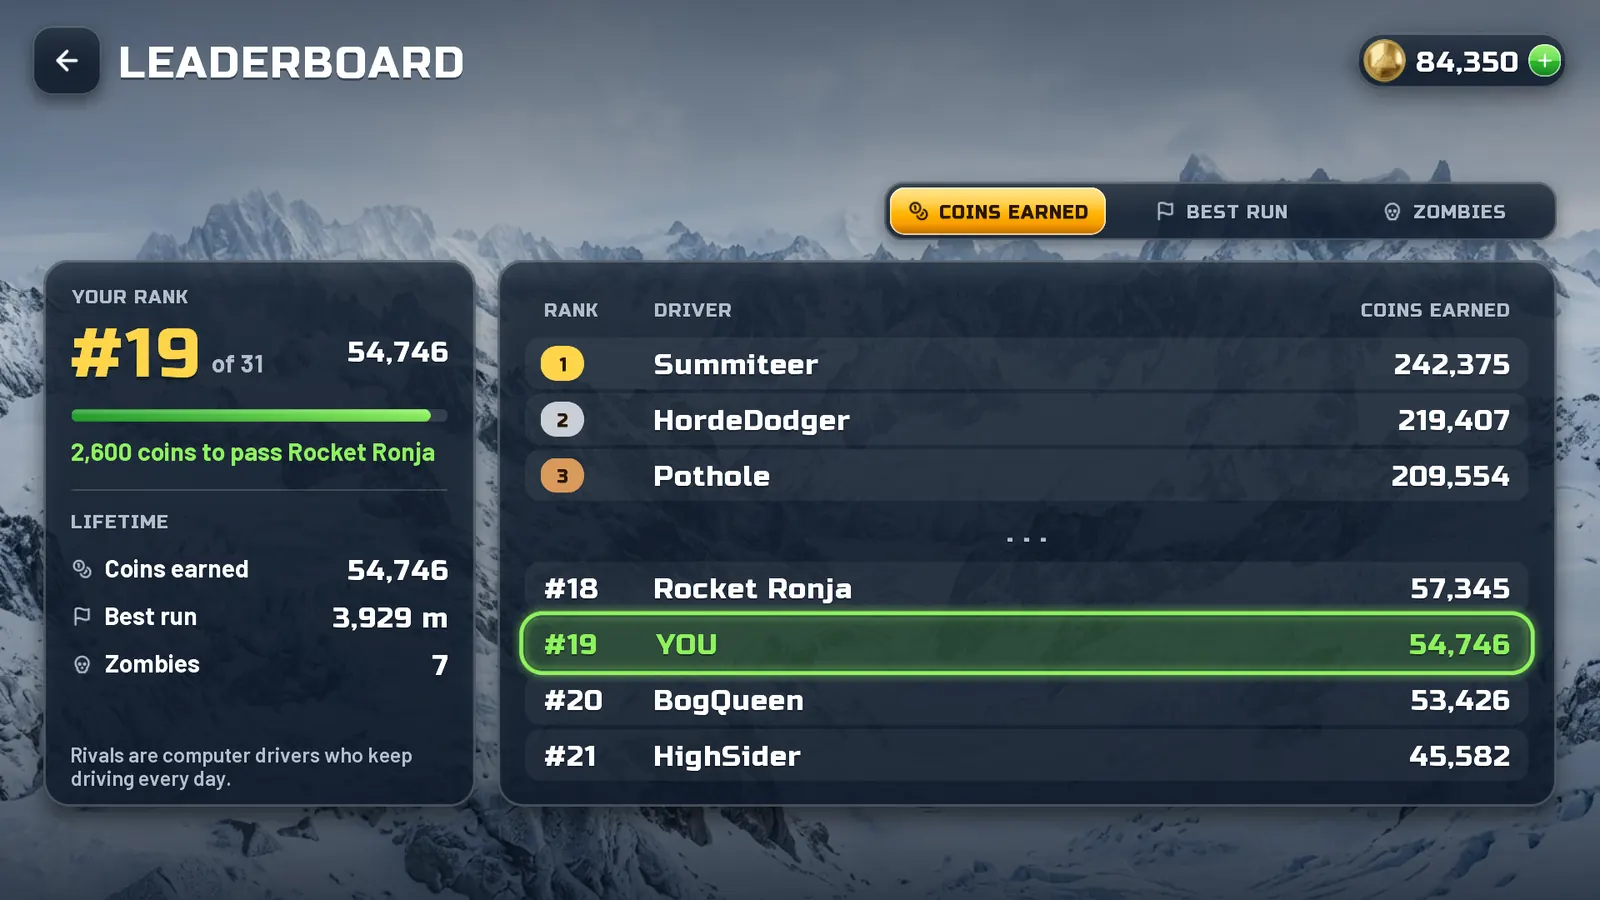 LEADERBOARD
84,350
COINS EARNED
BEST RUN
ZOMBIES
YOUR RANK
#19 of 31 54,746
2,600 coins to pass Rocket Ronja
LIFETIME
Coins earned 54,746
Best run 3,929 m
Zombies 7
Rivals are computer drivers who keep
driving every day.
RANK DRIVER COINS EARNED
1 Summiteer 242,375
2 HordeDodger 219,407
3 Pothole 209,554
...
#18 Rocket Ronja 57,345
#19 YOU 54,746
#20 BogQueen 53,426
#21 HighSider 45,582